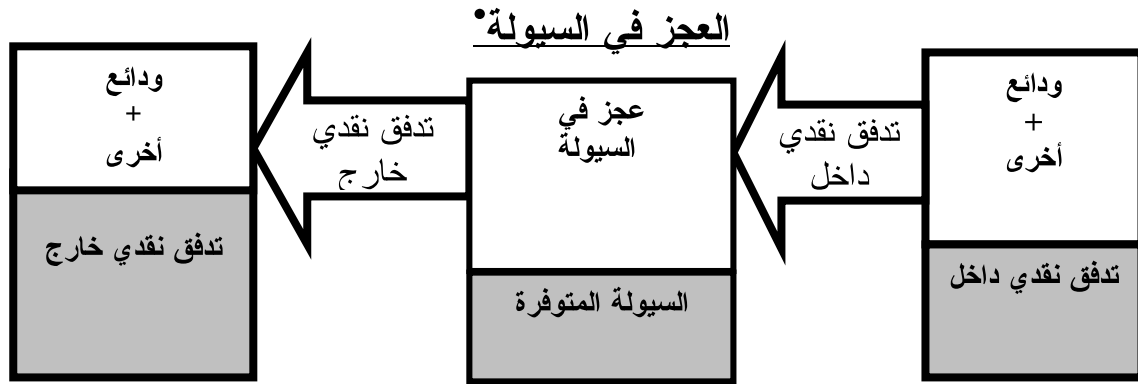 •العجز في السيولة
ودائع
+
أخرى
تدفق نقدي داخل
تدفق نقدي
داخل
عجز في
السيولة
السيولة المتوفرة
تدفق نقدي
خارج
ودائع
+
أخرى
تدفق نقدي خارج